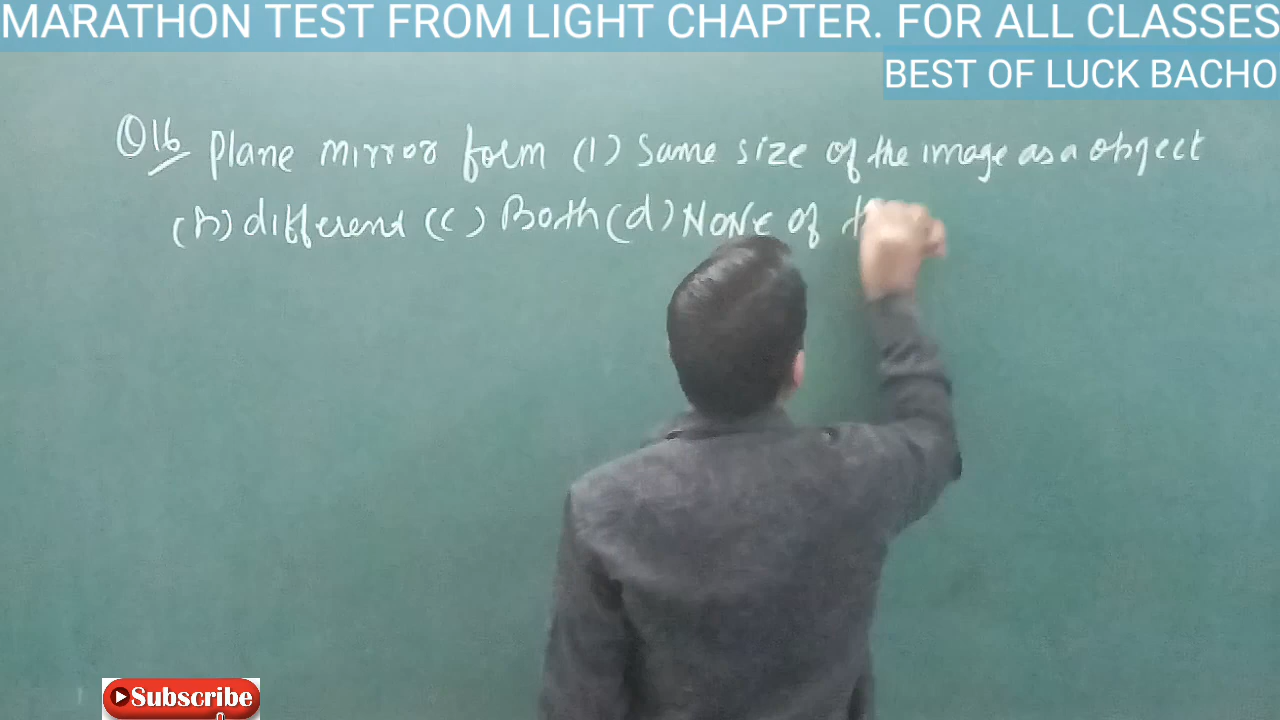 MARATHON TEST FROM LIGHT CHAPTER. FOR ALL CLASSES
BEST OF LUCK BACHO
Q16 Plane mirror form (1) Same size of the image as a object
(b) different (c) Both (d) None of
Subscribe